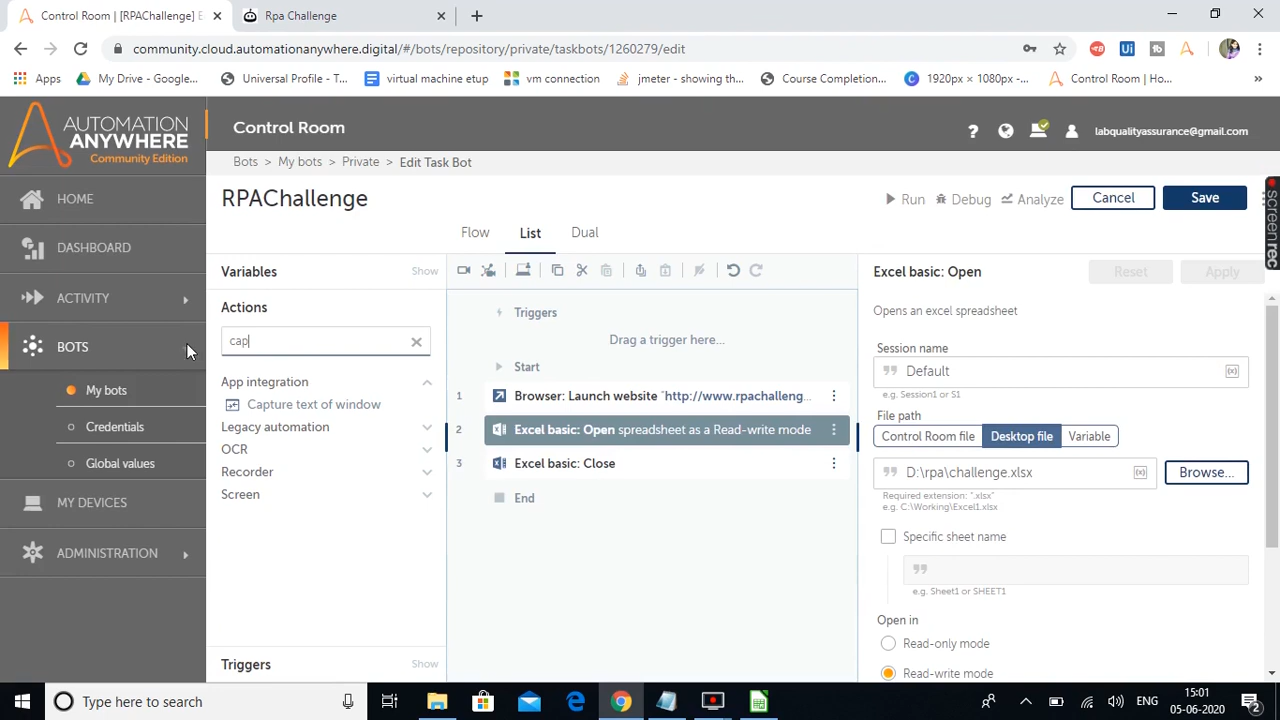 Control Room | [RPAChallenge] E
Rpa Challenge
community.cloud.automationanywhere.digital/#/bots/repository/private/taskbots/1260279/edit
Apps
My Drive - Google...
Universal Profile - T...
virtual machine etup
vm connection
jmeter - showing th...
Course Completion...
1920px × 1080px –...
Control Room | Ho...
»
AUTOMATION
ANYWHERE
Community Edition
Control Room
labqualityassurance@gmail.com
Bots > My bots > Private > Edit Task Bot
HOME
DASHBOARD
ACTIVITY
BOTS
My bots
Credentials
Global values
MY DEVICES
ADMINISTRATION
RPAChallenge
Run
Debug
Analyze
Cancel
Save
Flow
List
Dual
Variables
Show
Actions
cap
App integration
Capture text of window
Legacy automation
OCR
Recorder
Screen
Triggers
Show
Triggers
Drag a trigger here...
Start
1 Browser: Launch website "http://www.rpachalleng...
2 Excel basic: Open spreadsheet as a Read-write mode
3 Excel basic: Close
End
Excel basic: Open
Reset
Apply
Opens an excel spreadsheet
Session name
Default
(x)
e.g. Session1 or S1
File path
Control Room file
Desktop file
Variable
D:\rpa\challenge.xlsx
(x)
Browse...
Required extension: ".xlsx"
e.g. C:\Working\Excel1.xlsx
Specific sheet name
e.g. Sheet1 or SHEET1
Open in
Read-only mode
Read-write mode
Screenrec
Type here to search
ENG
15:01
05-06-2020
2